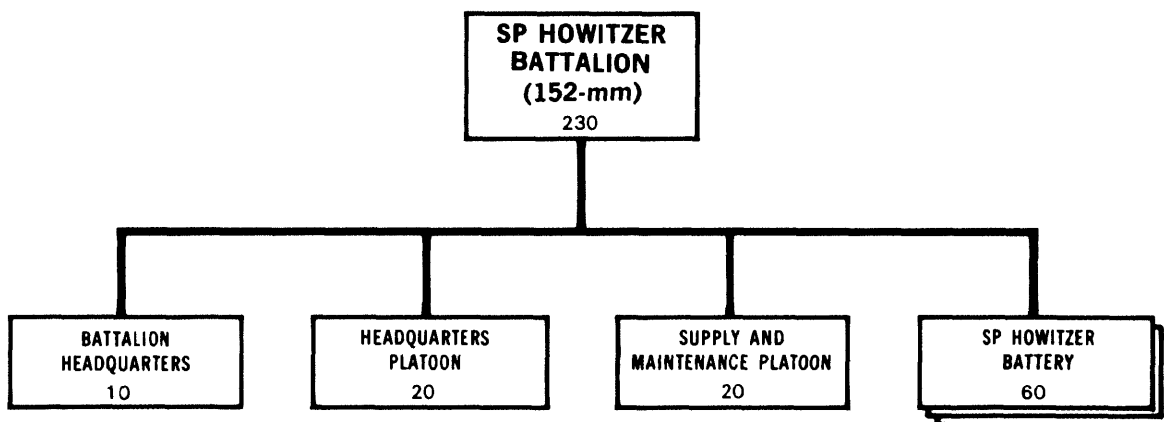 SP HOWITZER
BATTALION
(152-mm)
230
BATTALION
HEADQUARTERS
10
HEADQUARTERS
PLATOON
20
SUPPLY AND
MAINTENANCE PLATOON
20
SP HOWITZER
BATTERY
60